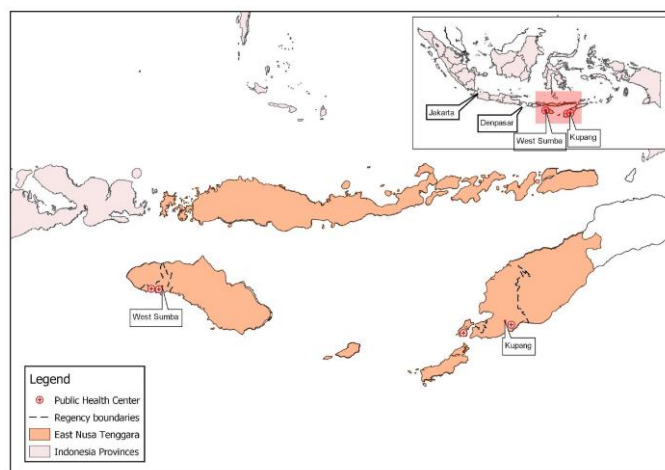 Jakarta
Denpasar
West Sumba
Kupang
West Sumba
Kupang
Legend
Public Health Center
Regency boundaries
East Nusa Tenggara
Indonesia Provinces